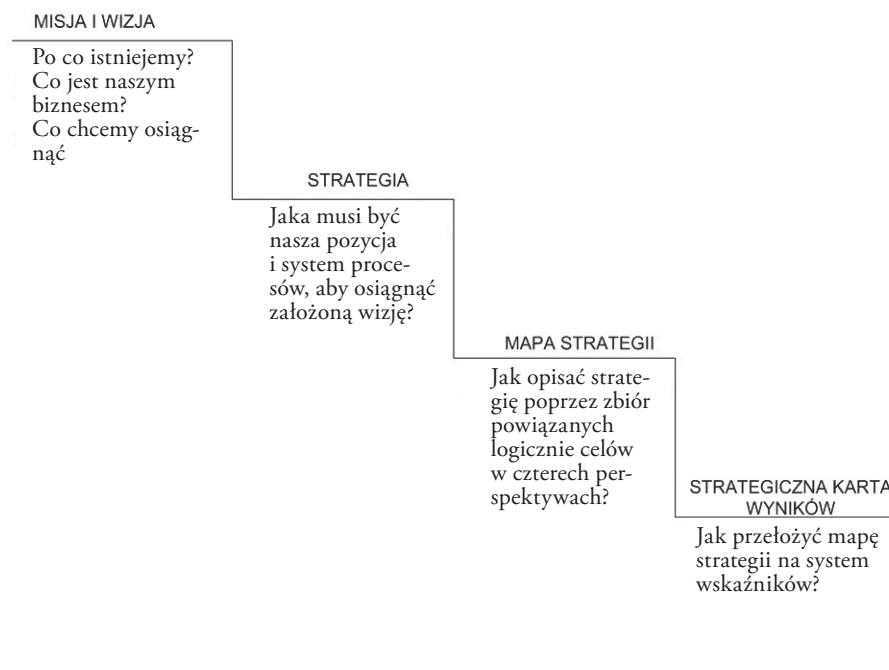 MISJA I WIZJA
Po co istniejemy?
Co jest naszym
biznesem?
Co chcemy osiąg-
nąć
STRATEGIA
Jaka musi być
nasza pozycja
i system proce-
sów, aby osiągnąć
założoną wizję?
MAPA STRATEGII
Jak opisać strate-
gię poprzez zbiór
powiązanych
logicznie celów
w czterech per-
spektywach?
STRATEGICZNA KARTA
WYNIKÓW
Jak przełożyć mapę
strategii na system
wskaźników?